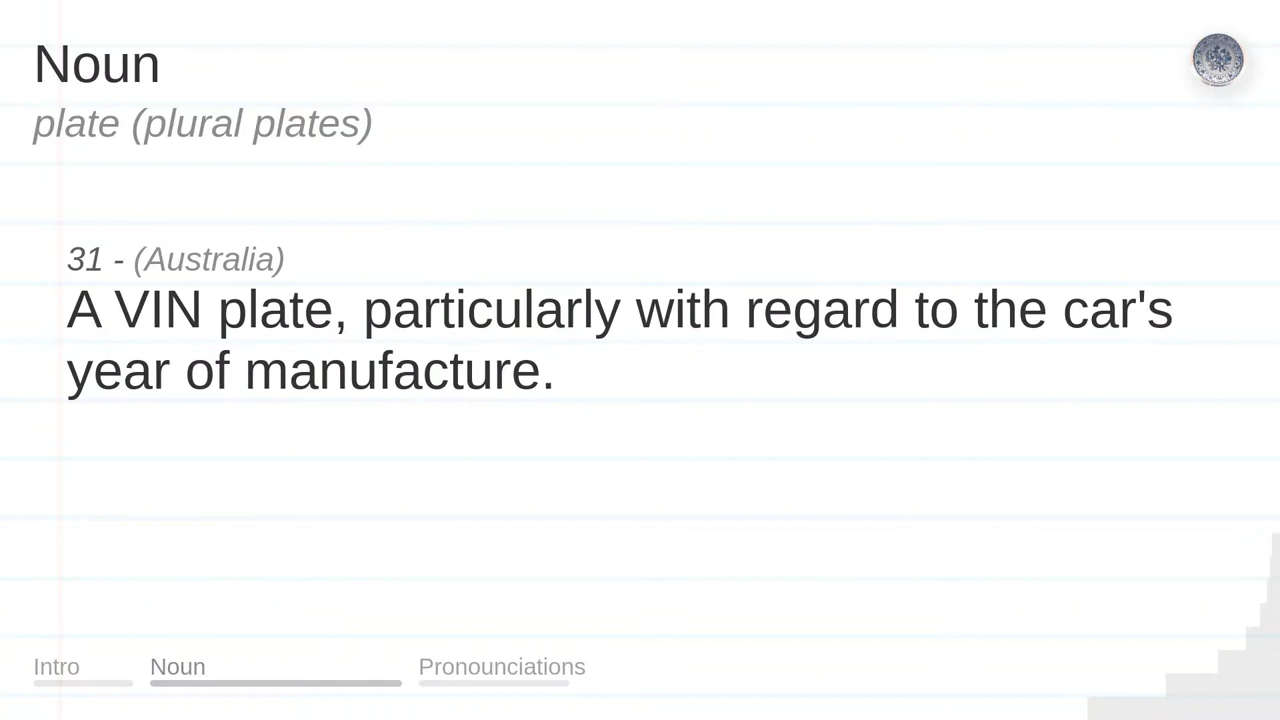 Noun
plate (plural plates)
31 - (Australia)
A VIN plate, particularly with regard to the car's
year of manufacture.
Intro Noun Pronounciations